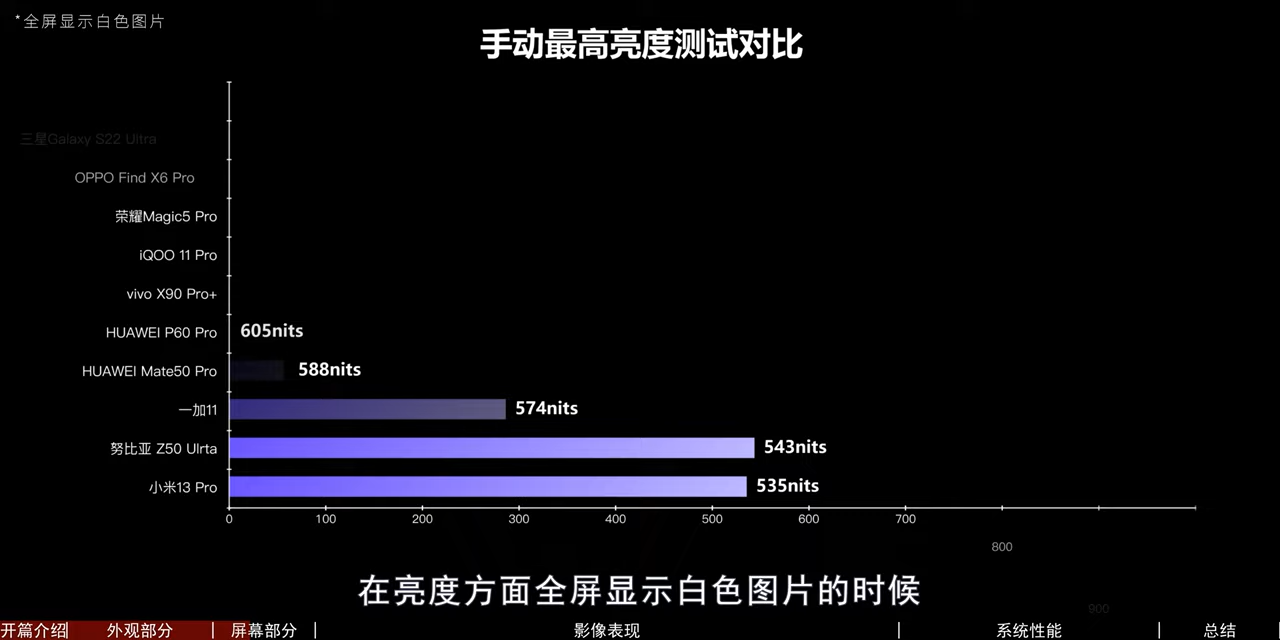 *全屏显示白色图片
手动最高亮度测试对比
三星Galaxy S22 Ultra
OPPO Find X6 Pro
荣耀Magic5 Pro
iQOO 11 Pro
vivo X90 Pro+
HUAWEI P60 Pro 605nits
HUAWEI Mate50 Pro 588nits
一加11 574nits
努比亚 Z50 Ulrta 543nits
小米13 Pro 535nits
0 100 200 300 400 500 600 700
800
900
在亮度方面全屏显示白色图片的时候
开篇介绍| 外观部分 | 屏幕部分 | 影像表现 | 系统性能 | 总结